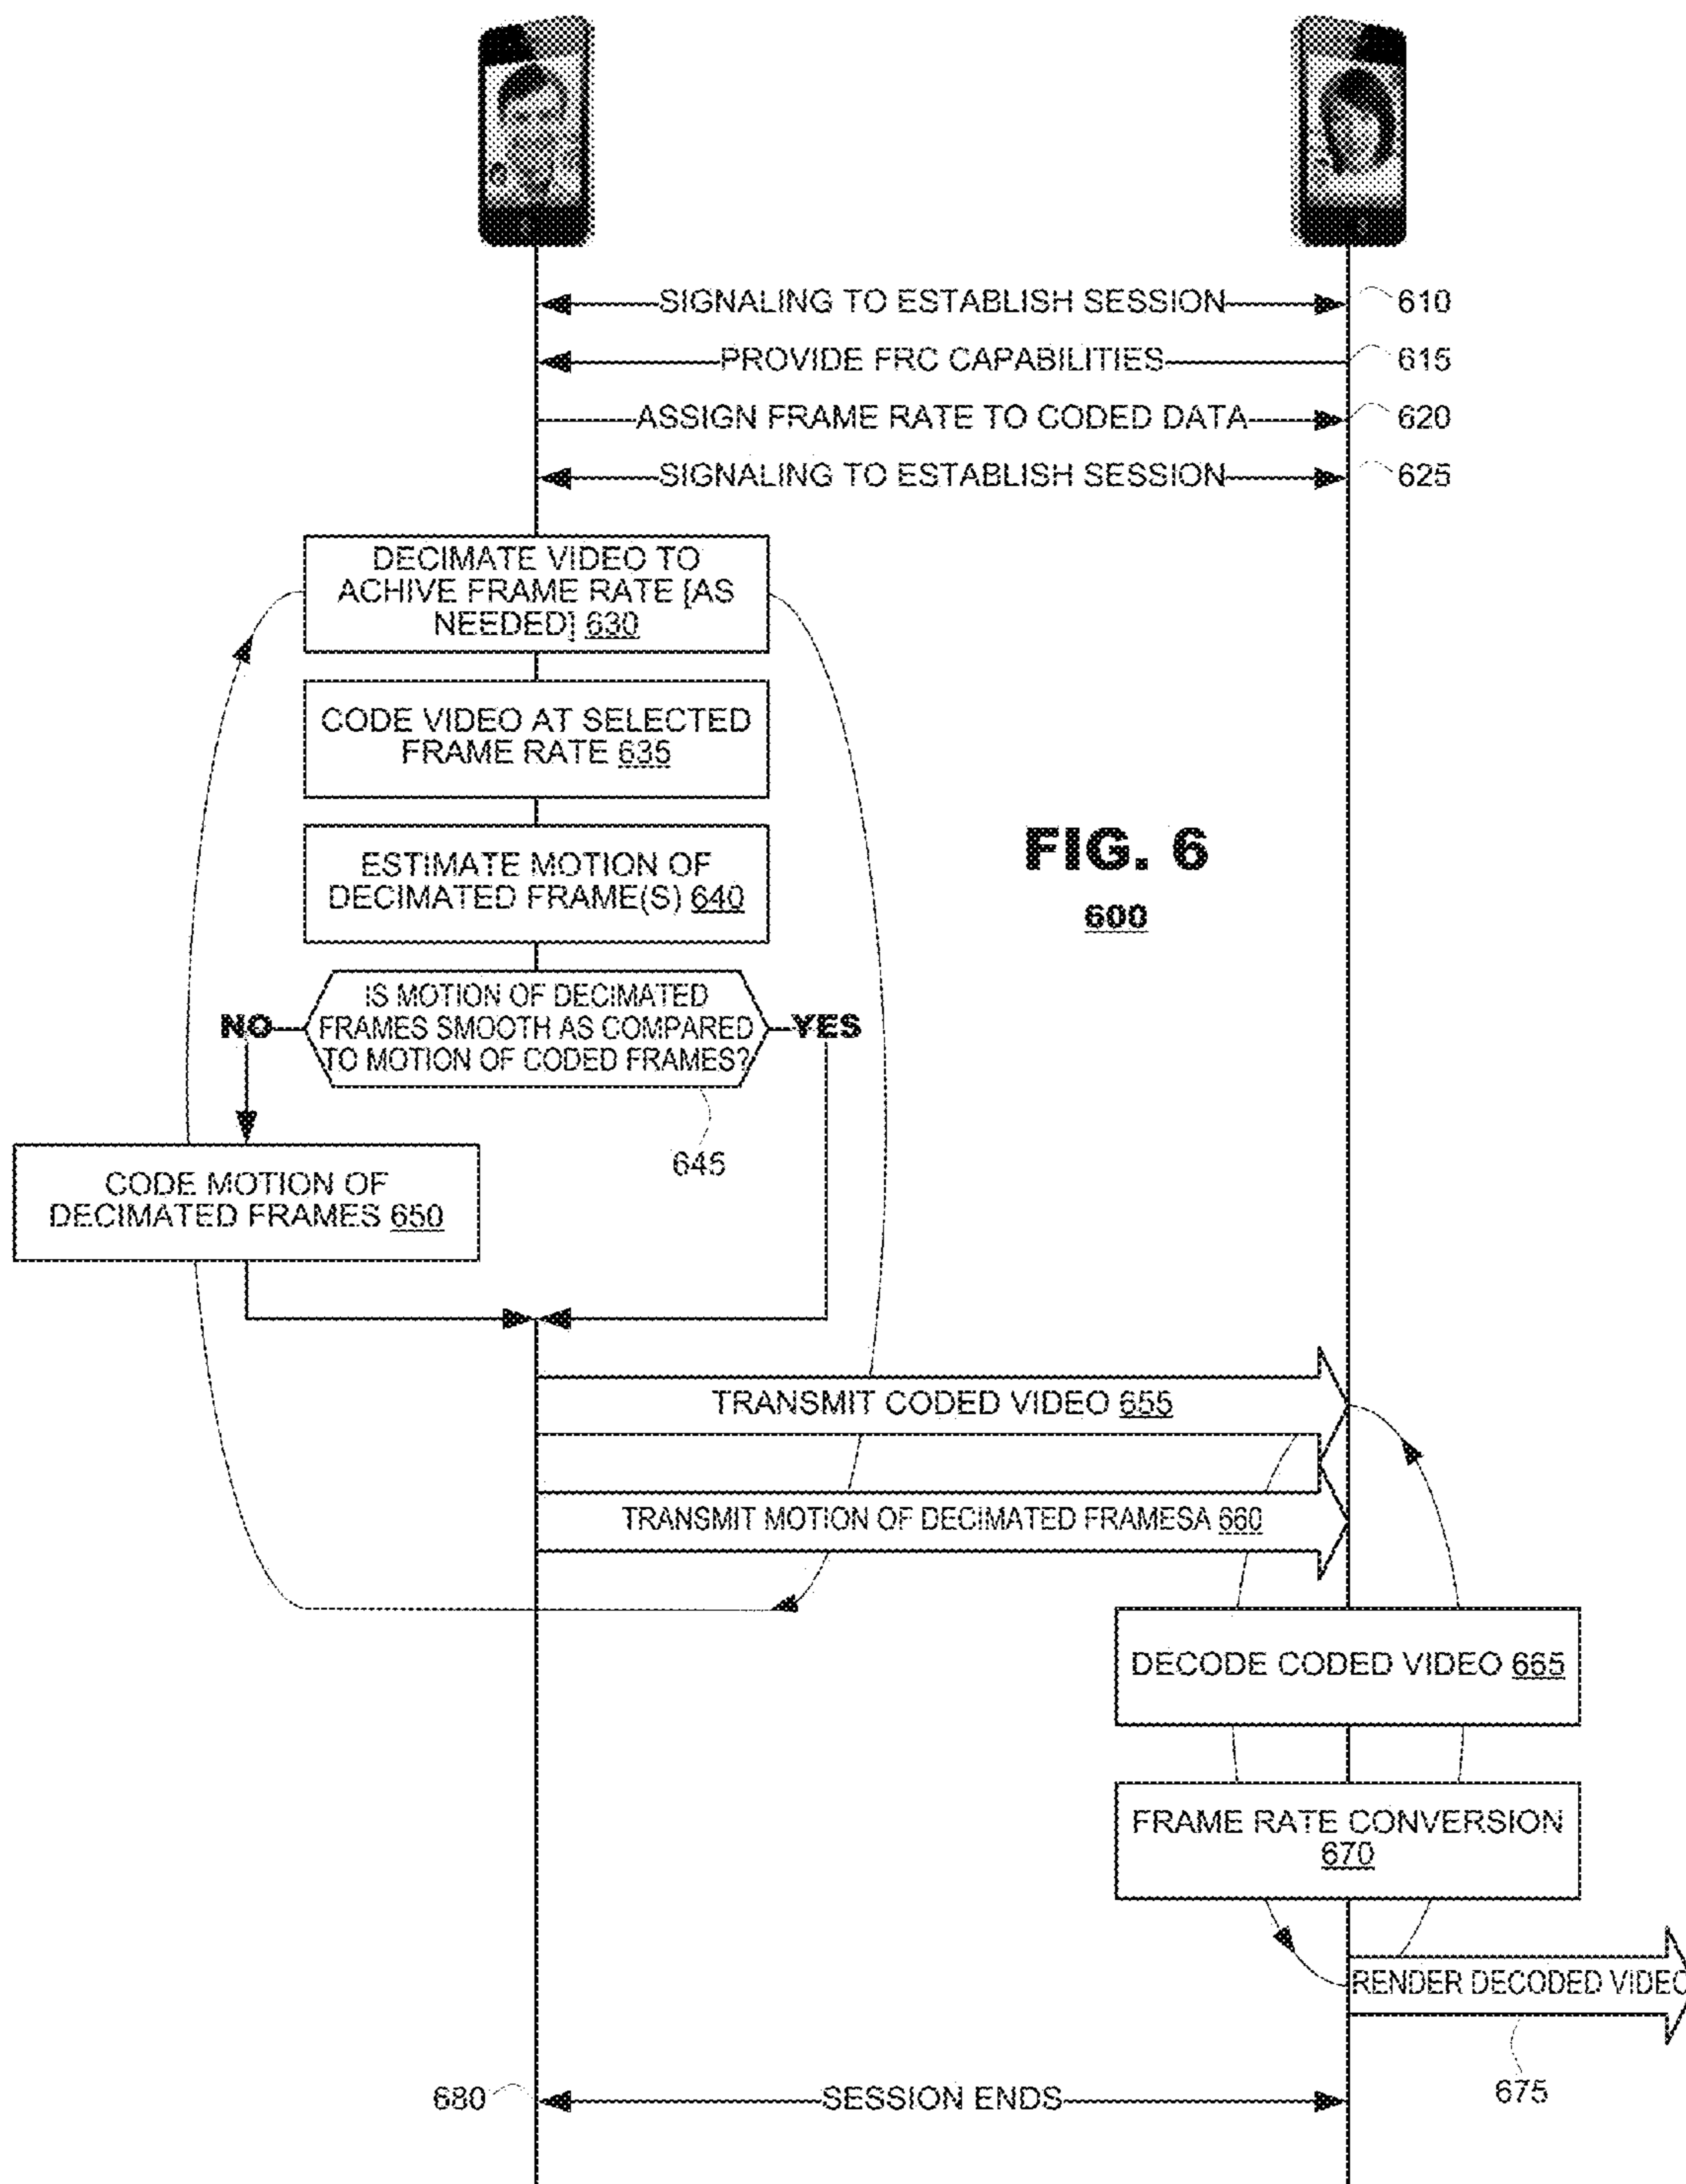 SIGNALING TO ESTABLISH SESSION 610
PROVIDE FRC CAPABILITIES 615
ASSIGN FRAME RATE TO CODED DATA 620
SIGNALING TO ESTABLISH SESSION 625
DECIMATE VIDEO TO
ACHIVE FRAME RATE [AS
NEEDED] 630
CODE VIDEO AT SELECTED
FRAME RATE 635
FIG. 6
600
ESTIMATE MOTION OF
DECIMATED FRAME(S) 640
IS MOTION OF DECIMATED
FRAMES SMOOTH AS COMPARED
TO MOTION OF CODED FRAMES?
NO
YES
645
CODE MOTION OF
DECIMATED FRAMES 650
TRANSMIT CODED VIDEO 655
TRANSMIT MOTION OF DECIMATED FRAMESA 660
DECODE CODED VIDEO 665
FRAME RATE CONVERSION
670
RENDER DECODED VIDEO
675
680 SESSION ENDS